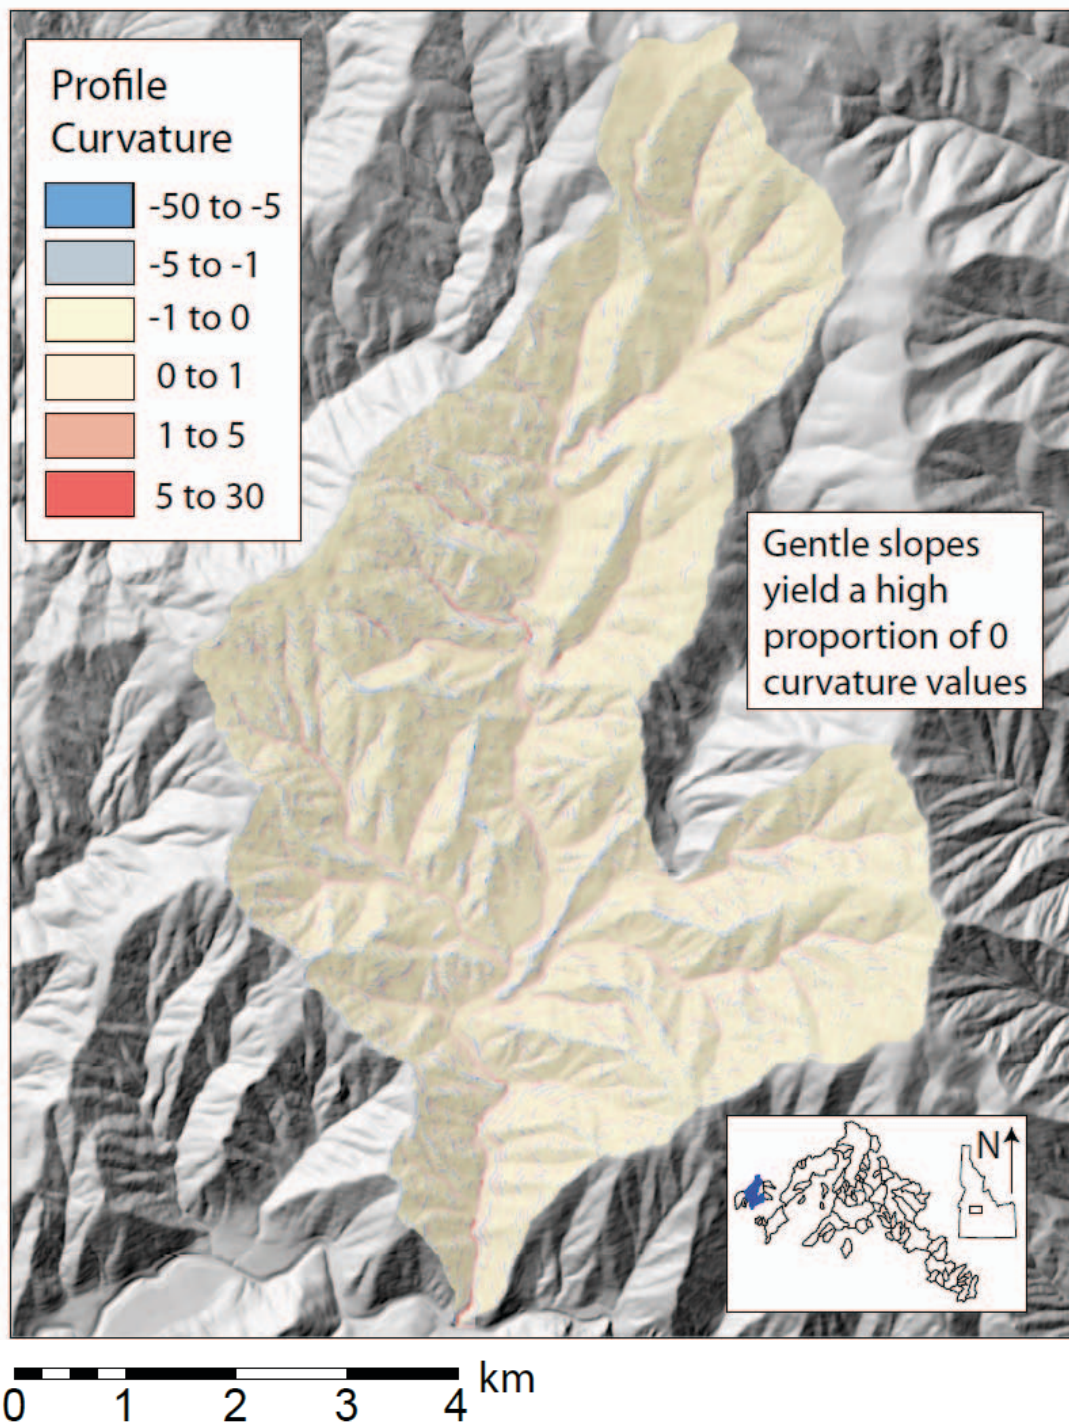 Profile
Curvature
-50 to -5
-5 to -1
-1 to 0
0 to 1
1 to 5
5 to 30
Gentle slopes
yield a high
proportion of 0
curvature values
N
km
0 1 2 3 4